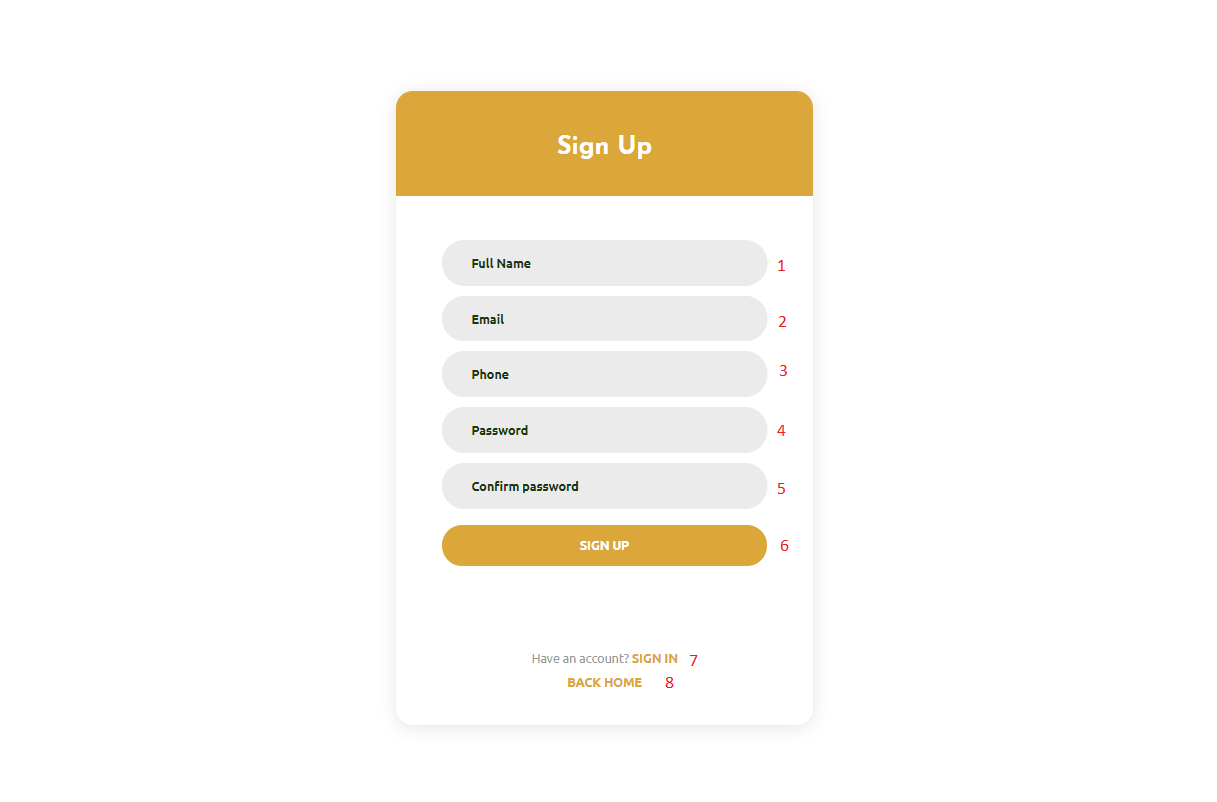 Sign Up
Full Name 1
Email 2
Phone 3
Password 4
Confirm password 5
SIGN UP 6
Have an account? SIGN IN 7
BACK HOME 8